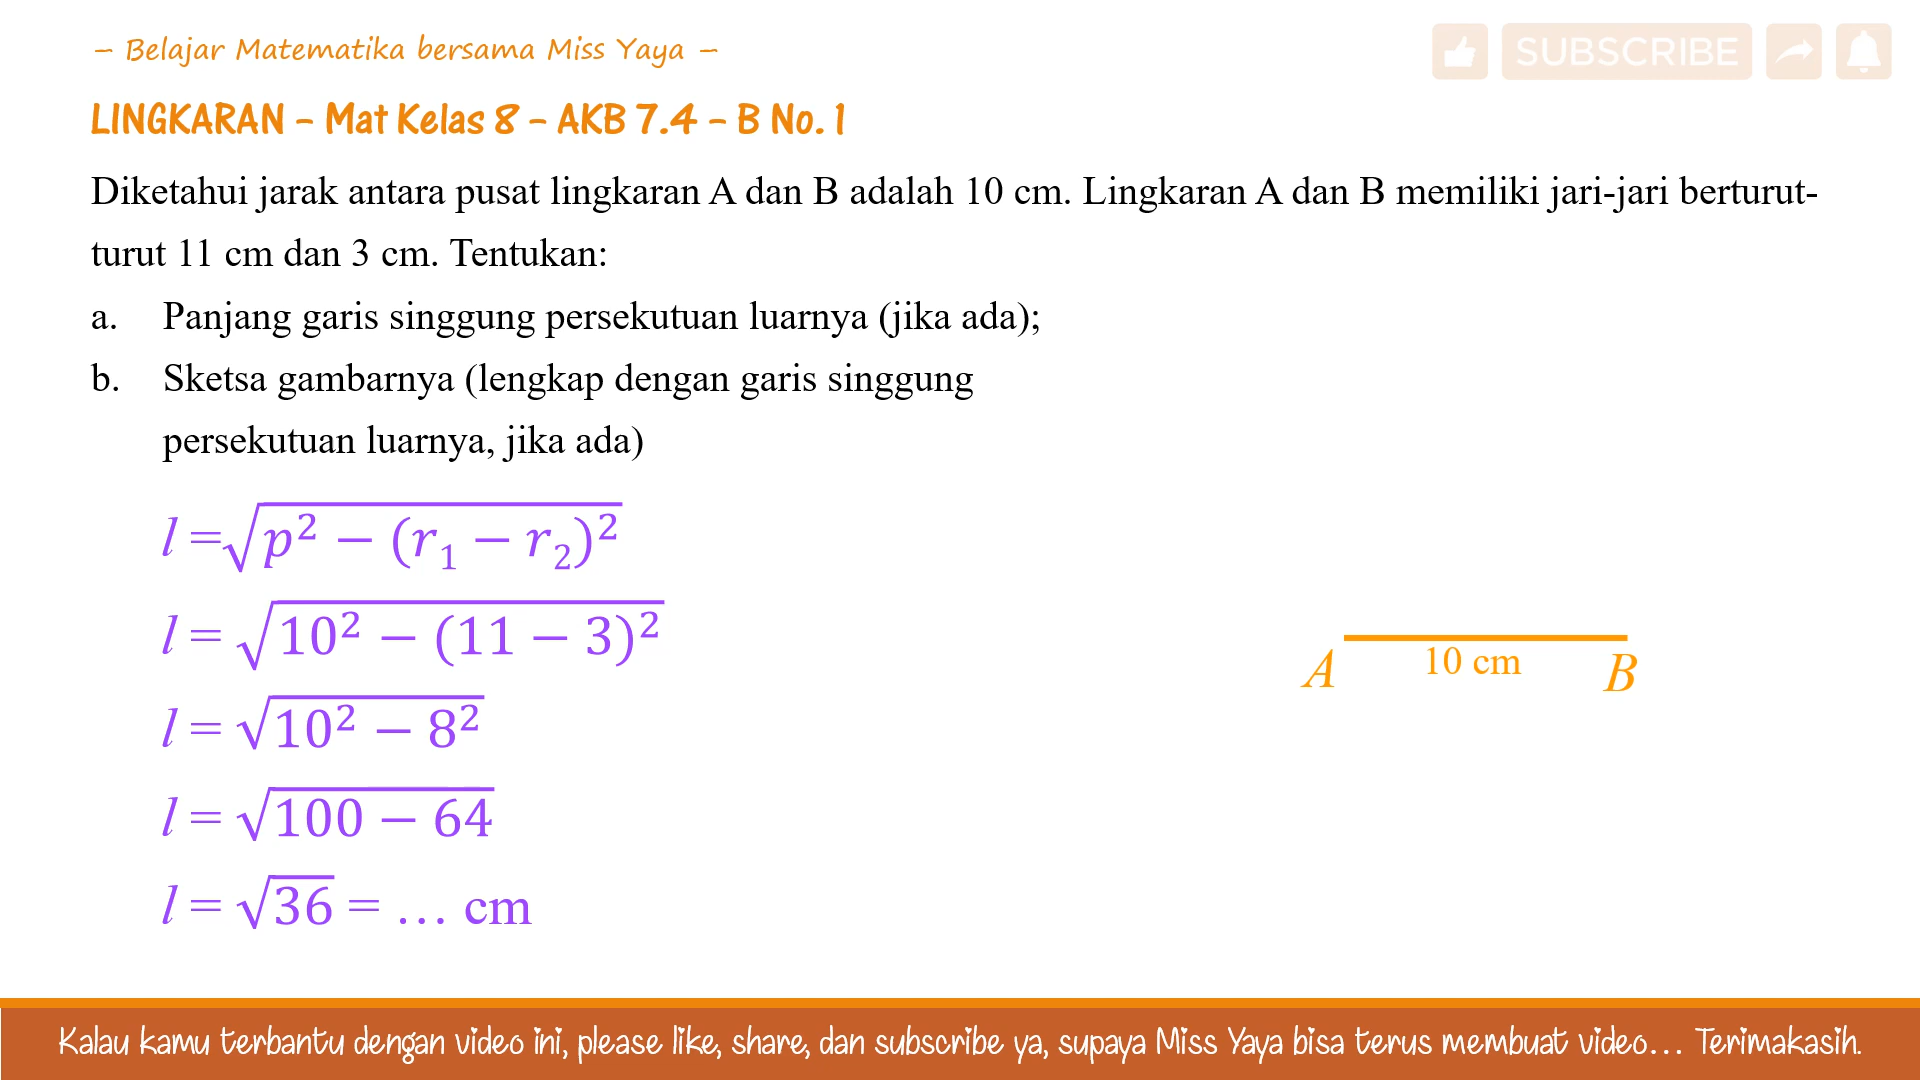 – Belajar Matematika bersama Miss Yaya –
SUBSCRIBE
LINGKARAN – Mat Kelas 8 – AKB 7.4 – B No. 1
Diketahui jarak antara pusat lingkaran A dan B adalah 10 cm. Lingkaran A dan B memiliki jari-jari berturut-
turut 11 cm dan 3 cm. Tentukan:
a. Panjang garis singgung persekutuan luarnya (jika ada);
b. Sketsa gambarnya (lengkap dengan garis singgung
persekutuan luarnya, jika ada)
l = √(p² − (r₁ − r₂)²)
l = √(10² − (11 − 3)²)
l = √(10² − 8²)
l = √(100 − 64)
l = √36 = … cm
A 10 cm B
Kalau kamu terbantu dengan video ini, please like, share, dan subscribe ya, supaya Miss Yaya bisa terus membuat video… Terimakasih.